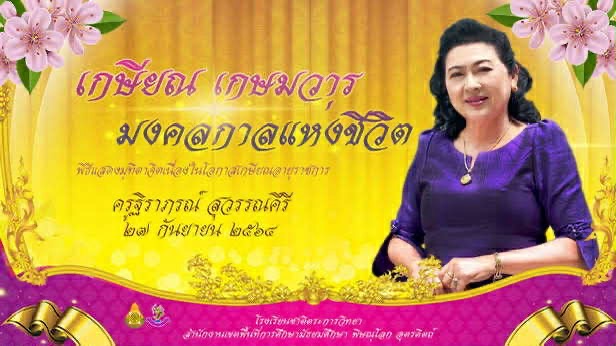 เกษียณ เกษมวาร
มงคลกาลแห่งชีวิต
พิธีแสดงมุทิตาจิตเนื่องในโอกาสเกษียณอายุราชการ
ครูฐิราภรณ์ สุวรรณคีรี
๒๗ กันยายน ๒๕๖๔
โรงเรียนชาติตระการวิทยา
สำนักงานเขตพื้นที่การศึกษามัธยมศึกษา พิษณุโลก อุตรดิตถ์